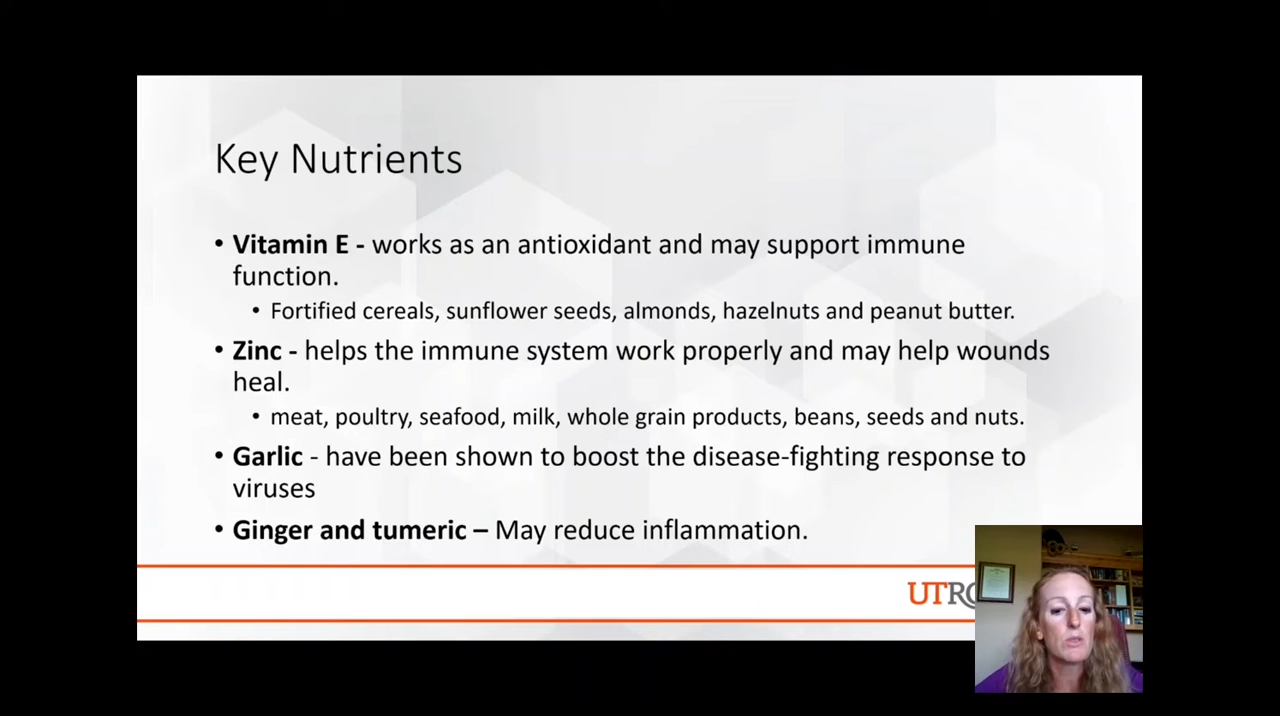 Key Nutrients
• Vitamin E - works as an antioxidant and may support immune
function.
• Fortified cereals, sunflower seeds, almonds, hazelnuts and peanut butter.
• Zinc - helps the immune system work properly and may help wounds
heal.
• meat, poultry, seafood, milk, whole grain products, beans, seeds and nuts.
• Garlic - have been shown to boost the disease-fighting response to
viruses
• Ginger and tumeric – May reduce inflammation.